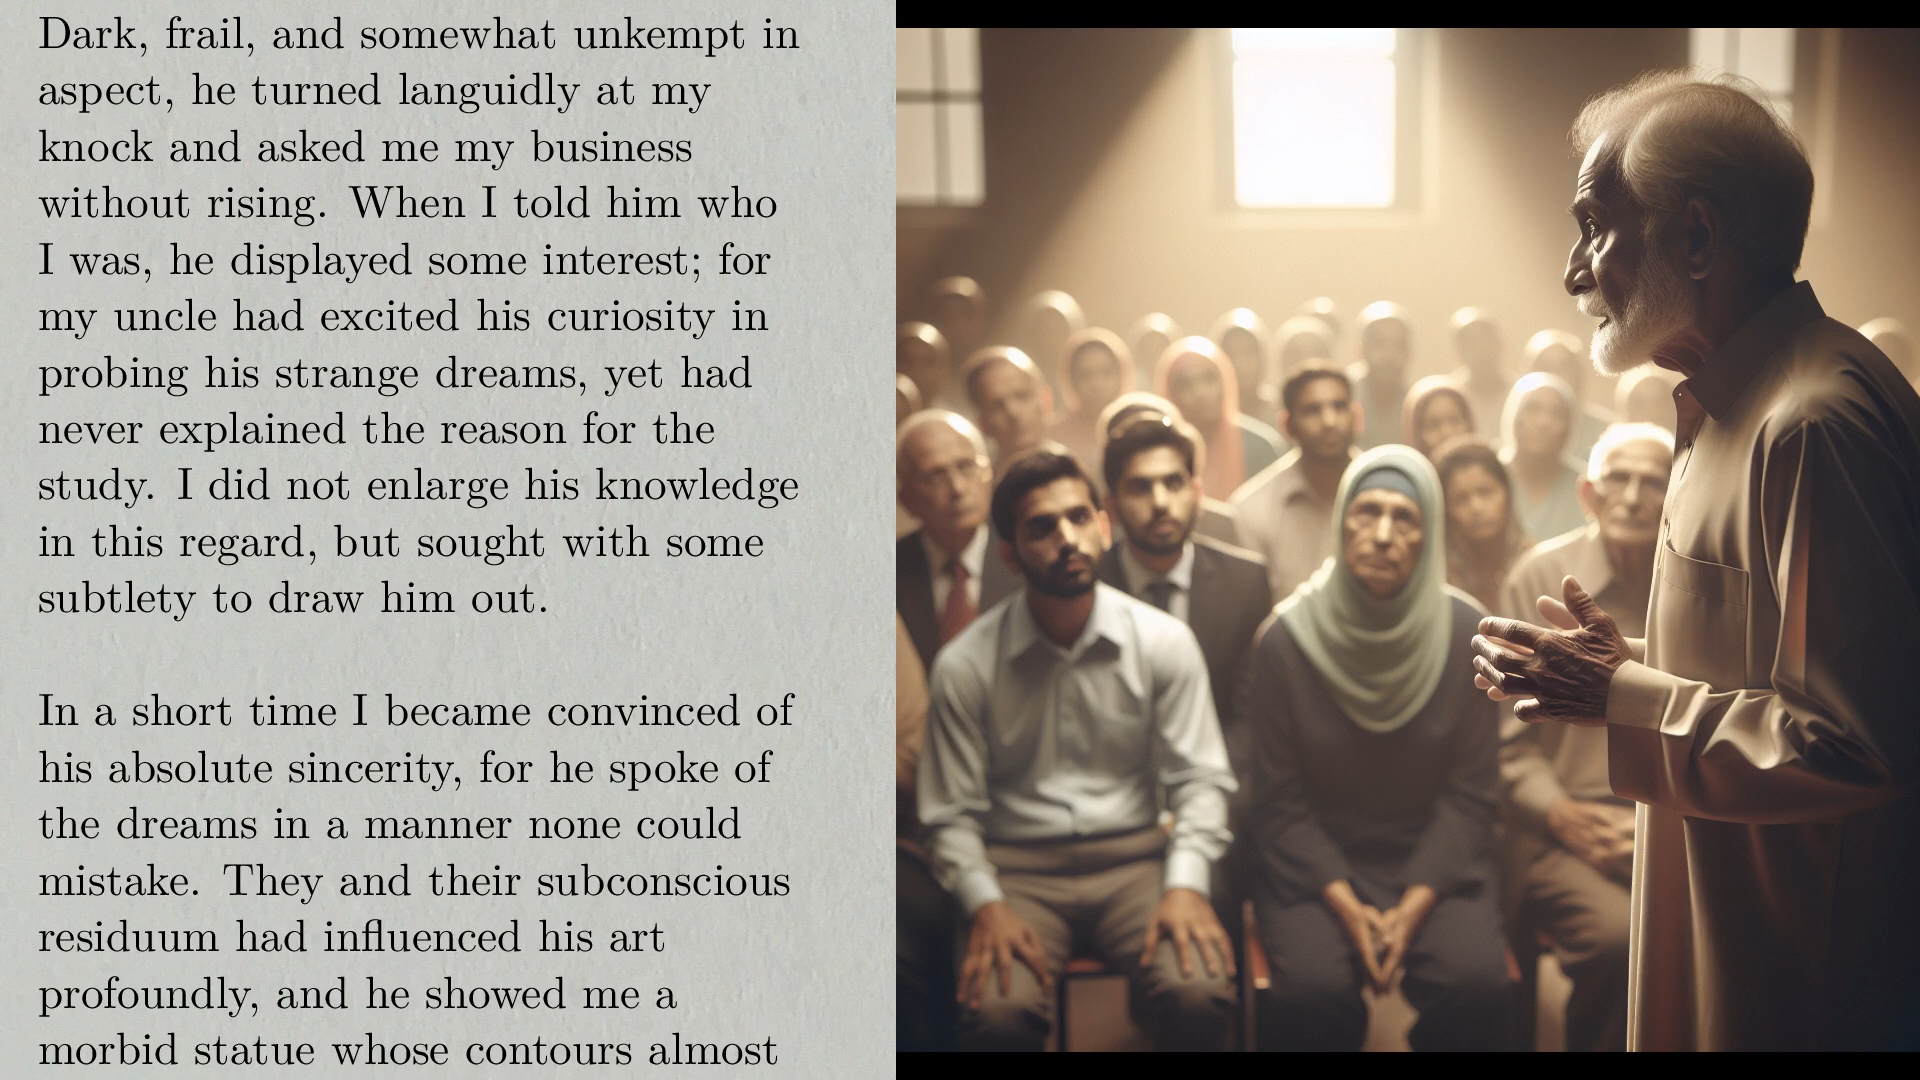 Dark, frail, and somewhat unkempt in
aspect, he turned languidly at my
knock and asked me my business
without rising. When I told him who
I was, he displayed some interest; for
my uncle had excited his curiosity in
probing his strange dreams, yet had
never explained the reason for the
study. I did not enlarge his knowledge
in this regard, but sought with some
subtlety to draw him out.
In a short time I became convinced of
his absolute sincerity, for he spoke of
the dreams in a manner none could
mistake. They and their subconscious
residuum had influenced his art
profoundly, and he showed me a
morbid statue whose contours almost